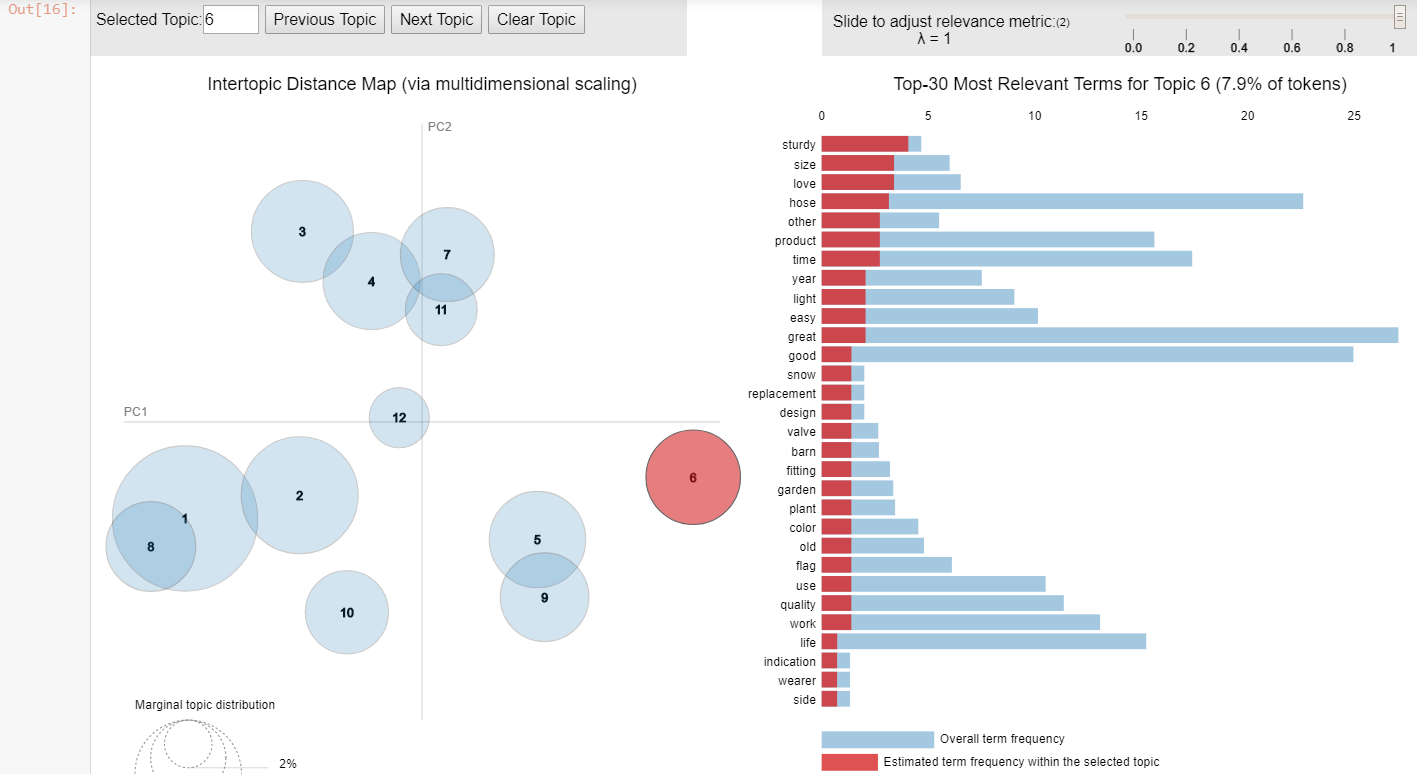 Out[16]:
Selected Topic: 6 Previous Topic Next Topic Clear Topic
Slide to adjust relevance metric:(2)
λ = 1
0.0 0.2 0.4 0.6 0.8 1
Intertopic Distance Map (via multidimensional scaling)
PC2
PC1
3
7
4
11
12
6
2
1
5
8
9
10
Marginal topic distribution
2%
Top-30 Most Relevant Terms for Topic 6 (7.9% of tokens)
0 5 10 15 20 25
sturdy
size
love
hose
other
product
time
year
light
easy
great
good
snow
replacement
design
valve
barn
fitting
garden
plant
color
old
flag
use
quality
work
life
indication
wearer
side
Overall term frequency
Estimated term frequency within the selected topic